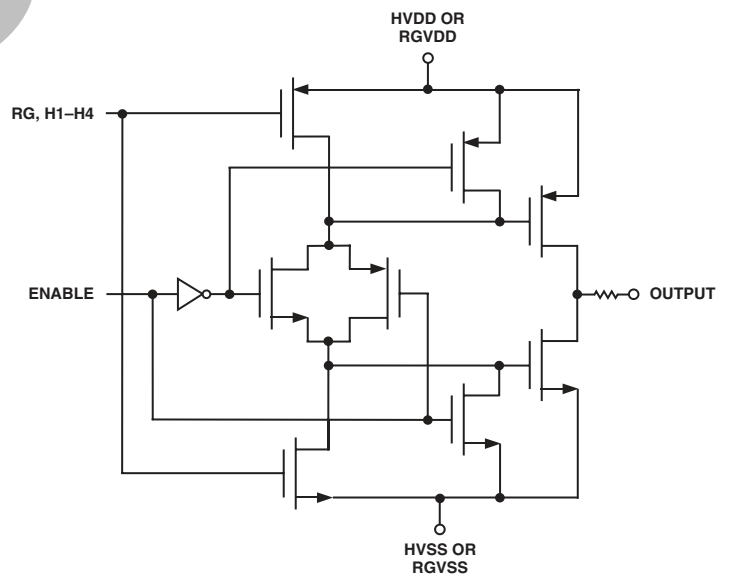 HVDD OR
RGVDD
RG, H1–H4
ENABLE
OUTPUT
HVSS OR
RGVSS